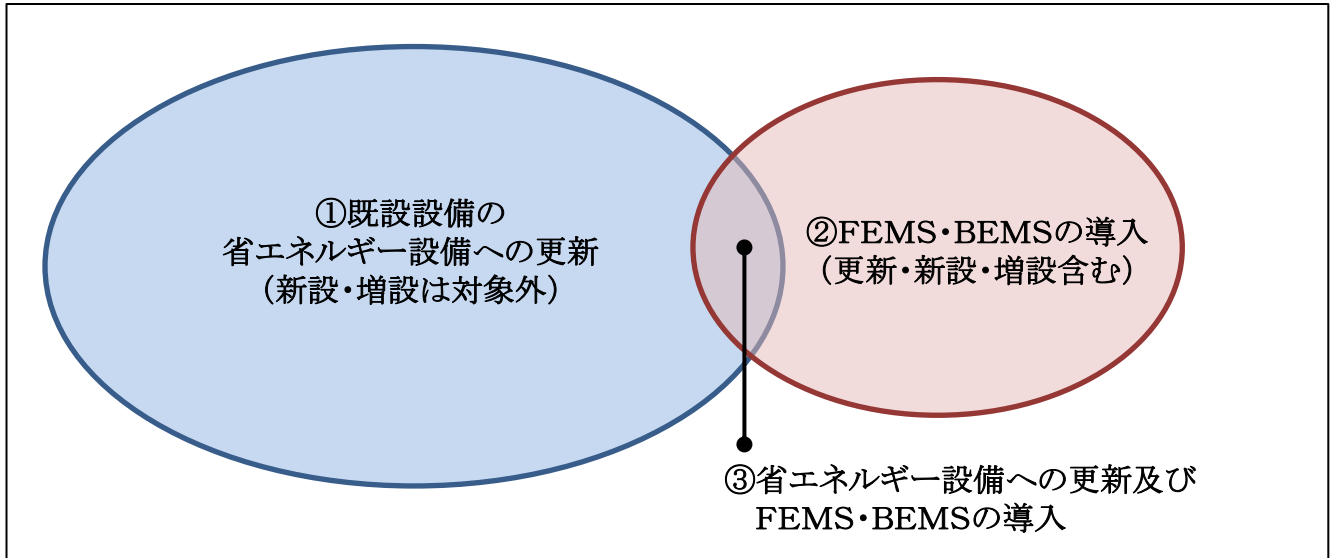 ①既設設備の
省エネルギー設備への更新
（新設・増設は対象外）
②FEMS・BEMSの導入
（更新・新設・増設含む）
③省エネルギー設備への更新及び
FEMS・BEMSの導入